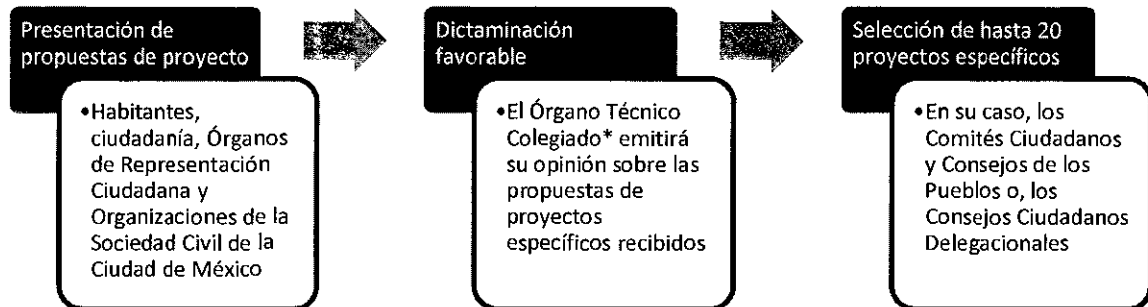 Presentación de
propuestas de proyecto
•Habitantes,
ciudadanía, Órganos
de Representación
Ciudadana y
Organizaciones de la
Sociedad Civil de la
Ciudad de México
Dictaminación
favorable
•El Órgano Técnico
Colegiado* emitirá
su opinión sobre las
propuestas de
proyectos
específicos recibidos
Selección de hasta 20
proyectos específicos
•En su caso, los
Comités Ciudadanos
y Consejos de los
Pueblos o, los
Consejos Ciudadanos
Delegacionales